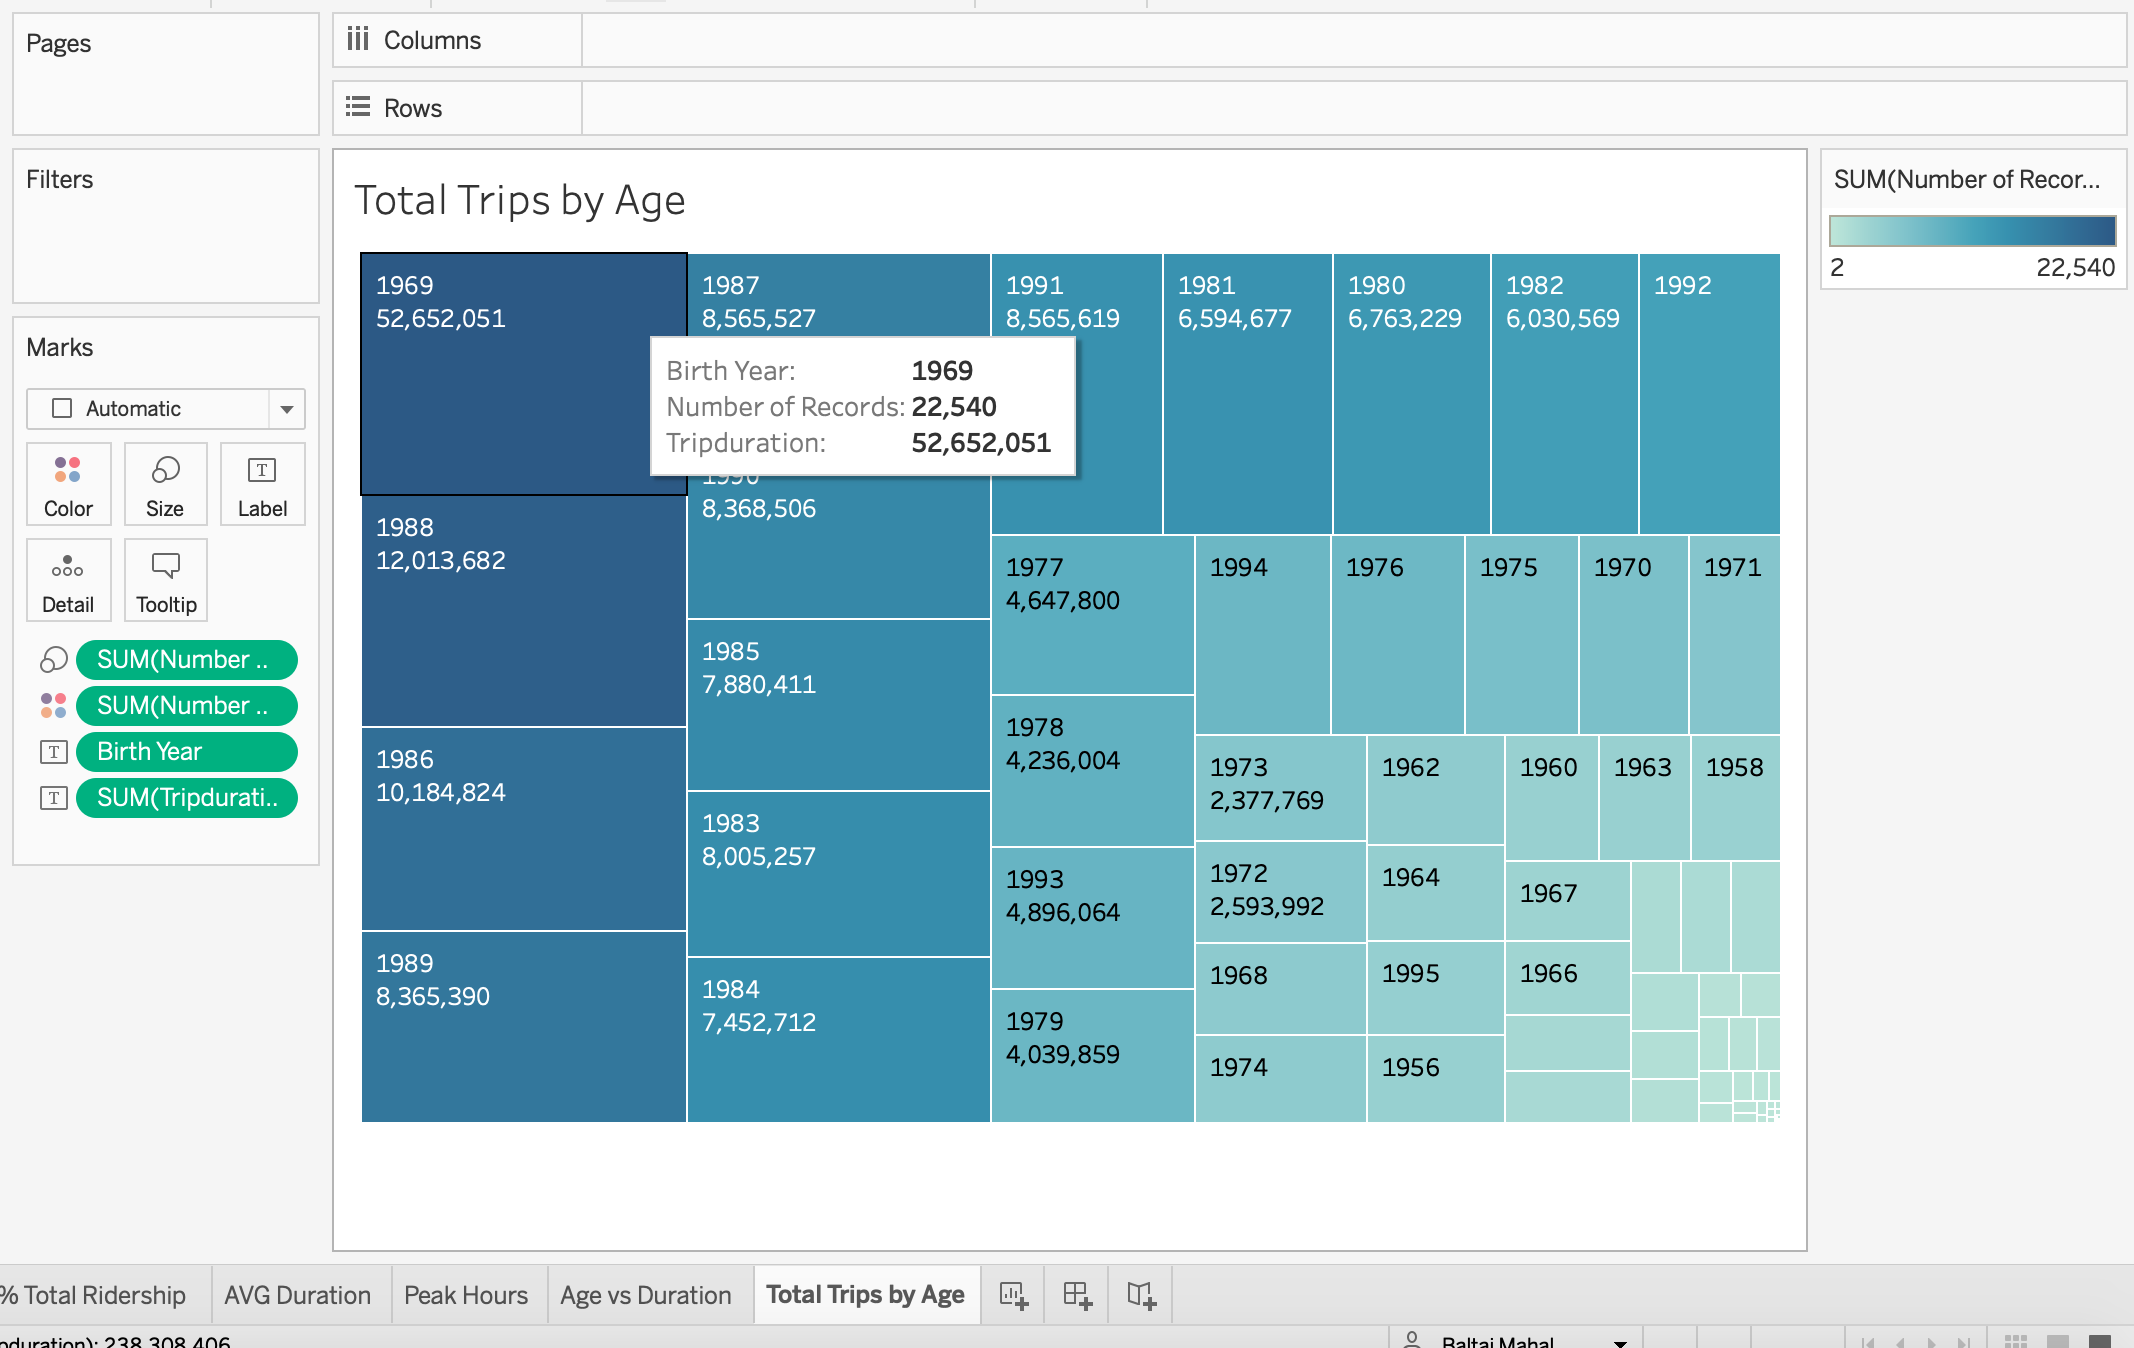 Pages
Columns
Rows
Filters
Marks
Automatic
Color
Size
Label
Detail
Tooltip
SUM(Number ..
SUM(Number ..
Birth Year
SUM(Tripdurati..
Total Trips by Age
1969
52,652,051
1988
12,013,682
1986
10,184,824
1989
8,365,390
1987
8,565,527
Birth Year: 1969
Number of Records: 22,540
Tripduration: 52,652,051
1990
8,368,506
1985
7,880,411
1983
8,005,257
1984
7,452,712
1991
8,565,619
1981
6,594,677
1980
6,763,229
1982
6,030,569
1992
1977
4,647,800
1978
4,236,004
1993
4,896,064
1979
4,039,859
1994
1976
1975
1970
1971
1973
2,377,769
1972
2,593,992
1968
1974
1962
1964
1995
1956
1960
1963
1958
1967
1966
SUM(Number of Recor...
2 22,540
% Total Ridership
AVG Duration
Peak Hours
Age vs Duration
Total Trips by Age
oduration): 238,308,406
Baltaj Mahal